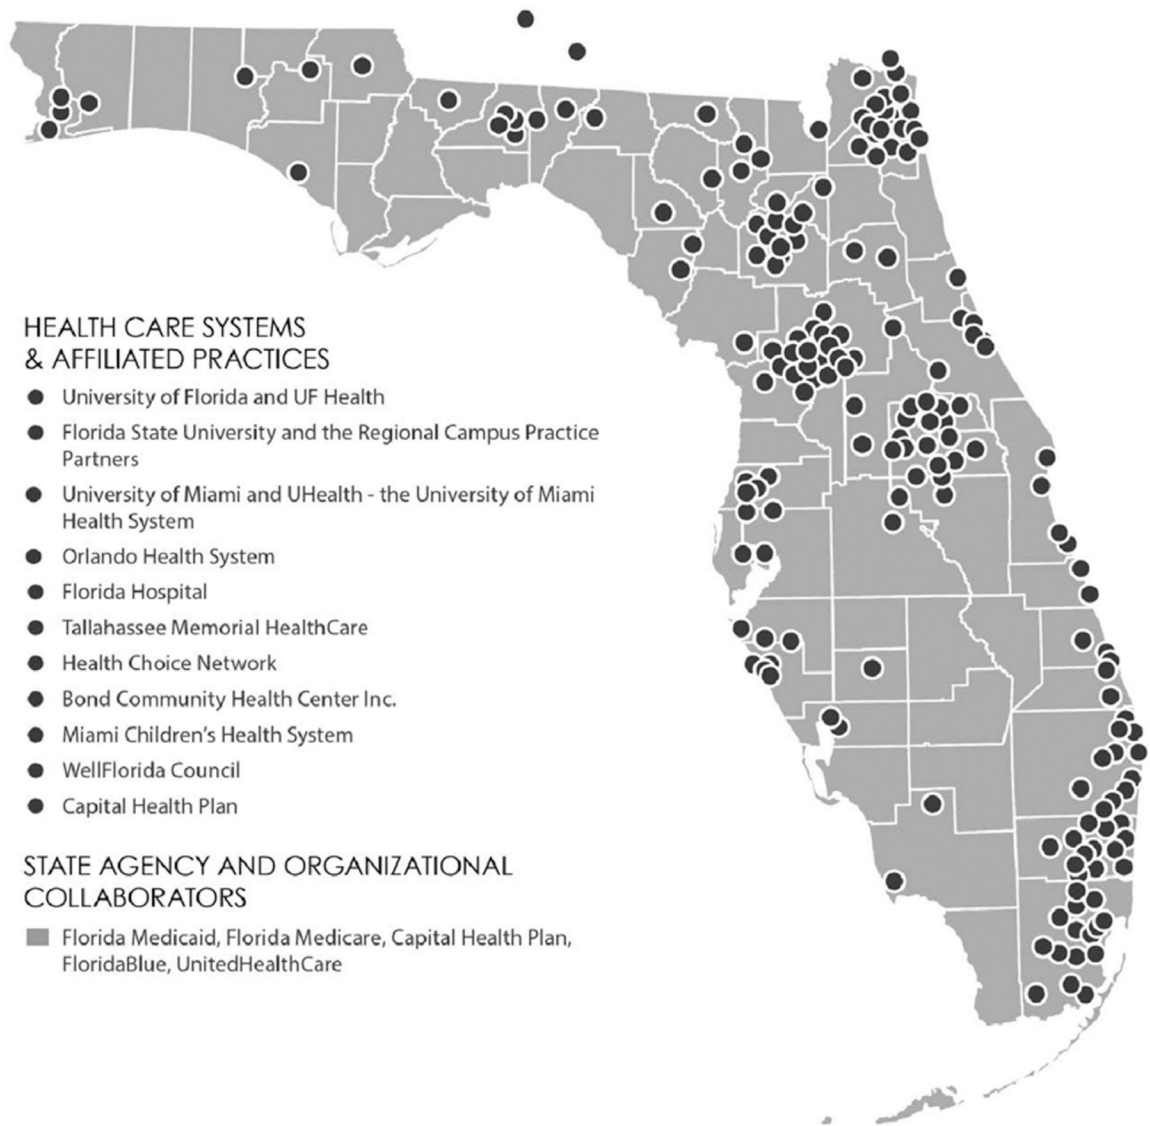 HEALTH CARE SYSTEMS
& AFFILIATED PRACTICES
University of Florida and UF Health
Florida State University and the Regional Campus Practice
Partners
University of Miami and UHealth - the University of Miami
Health System
Orlando Health System
Florida Hospital
Tallahassee Memorial HealthCare
Health Choice Network
Bond Community Health Center Inc.
Miami Children's Health System
WellFlorida Council
Capital Health Plan
STATE AGENCY AND ORGANIZATIONAL
COLLABORATORS
Florida Medicaid, Florida Medicare, Capital Health Plan,
FloridaBlue, UnitedHealthCare